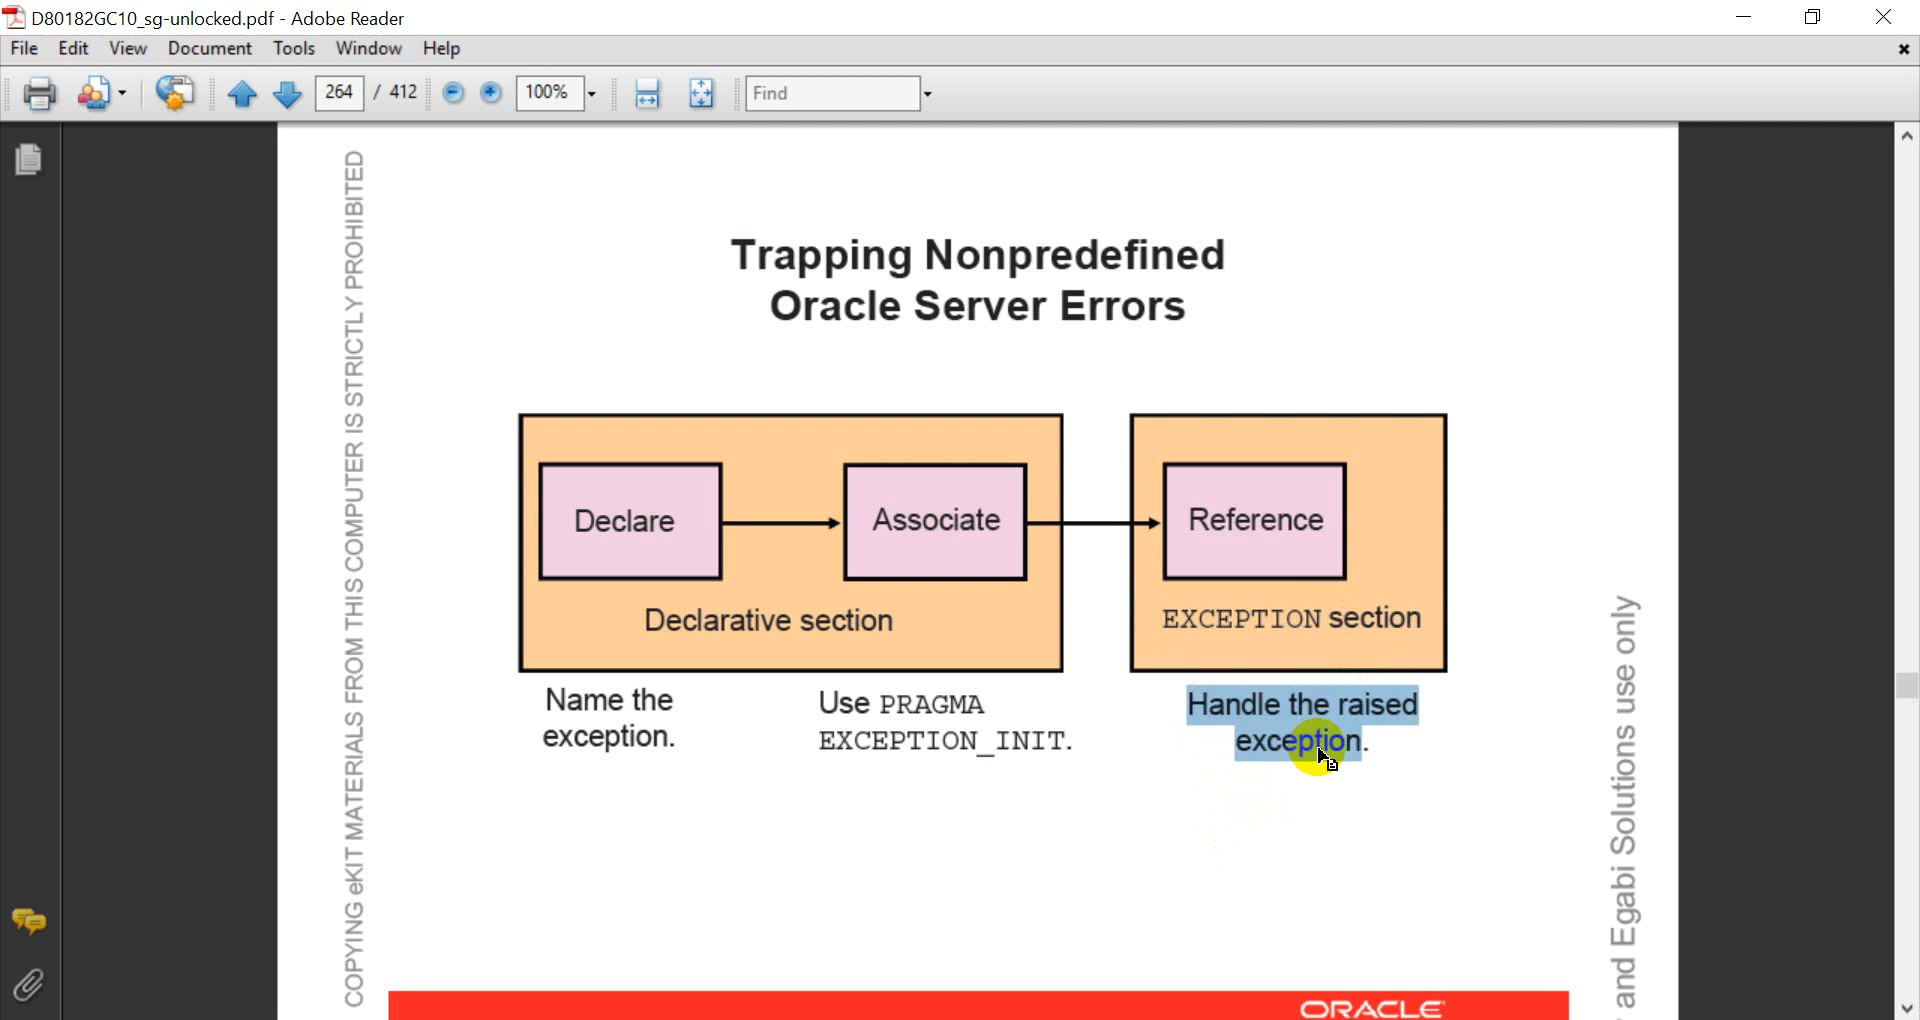 D80182GC10_sg-unlocked.pdf - Adobe Reader
File Edit View Document Tools Window Help
264 / 412 100% Find
COPYING eKIT MATERIALS FROM THIS COMPUTER IS STRICTLY PROHIBITED
Trapping Nonpredefined
Oracle Server Errors
Declare Associate Reference
Declarative section EXCEPTION section
Name the
exception.
Use PRAGMA
EXCEPTION_INIT.
Handle the raised
exception.
and Egabi Solutions use only
ORACLE